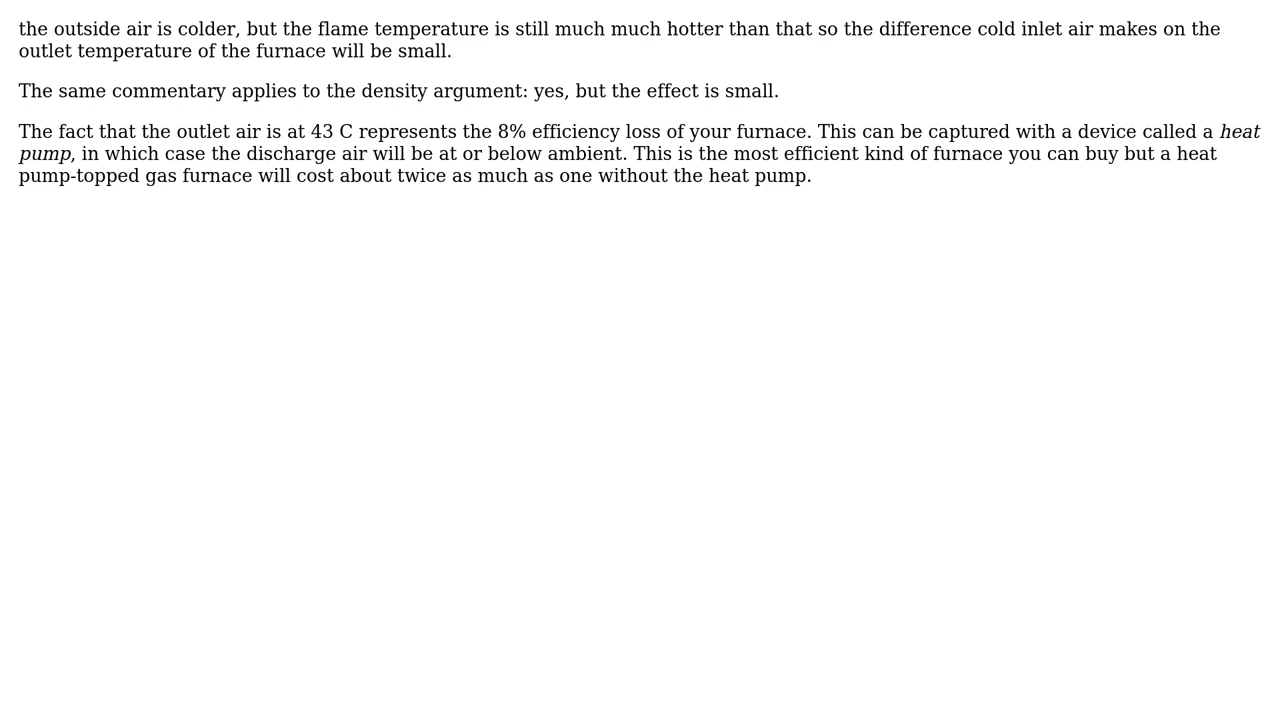 the outside air is colder, but the flame temperature is still much much hotter than that so the difference cold inlet air makes on the
outlet temperature of the furnace will be small.
The same commentary applies to the density argument: yes, but the effect is small.
The fact that the outlet air is at 43 C represents the 8% efficiency loss of your furnace. This can be captured with a device called a heat
pump, in which case the discharge air will be at or below ambient. This is the most efficient kind of furnace you can buy but a heat
pump-topped gas furnace will cost about twice as much as one without the heat pump.